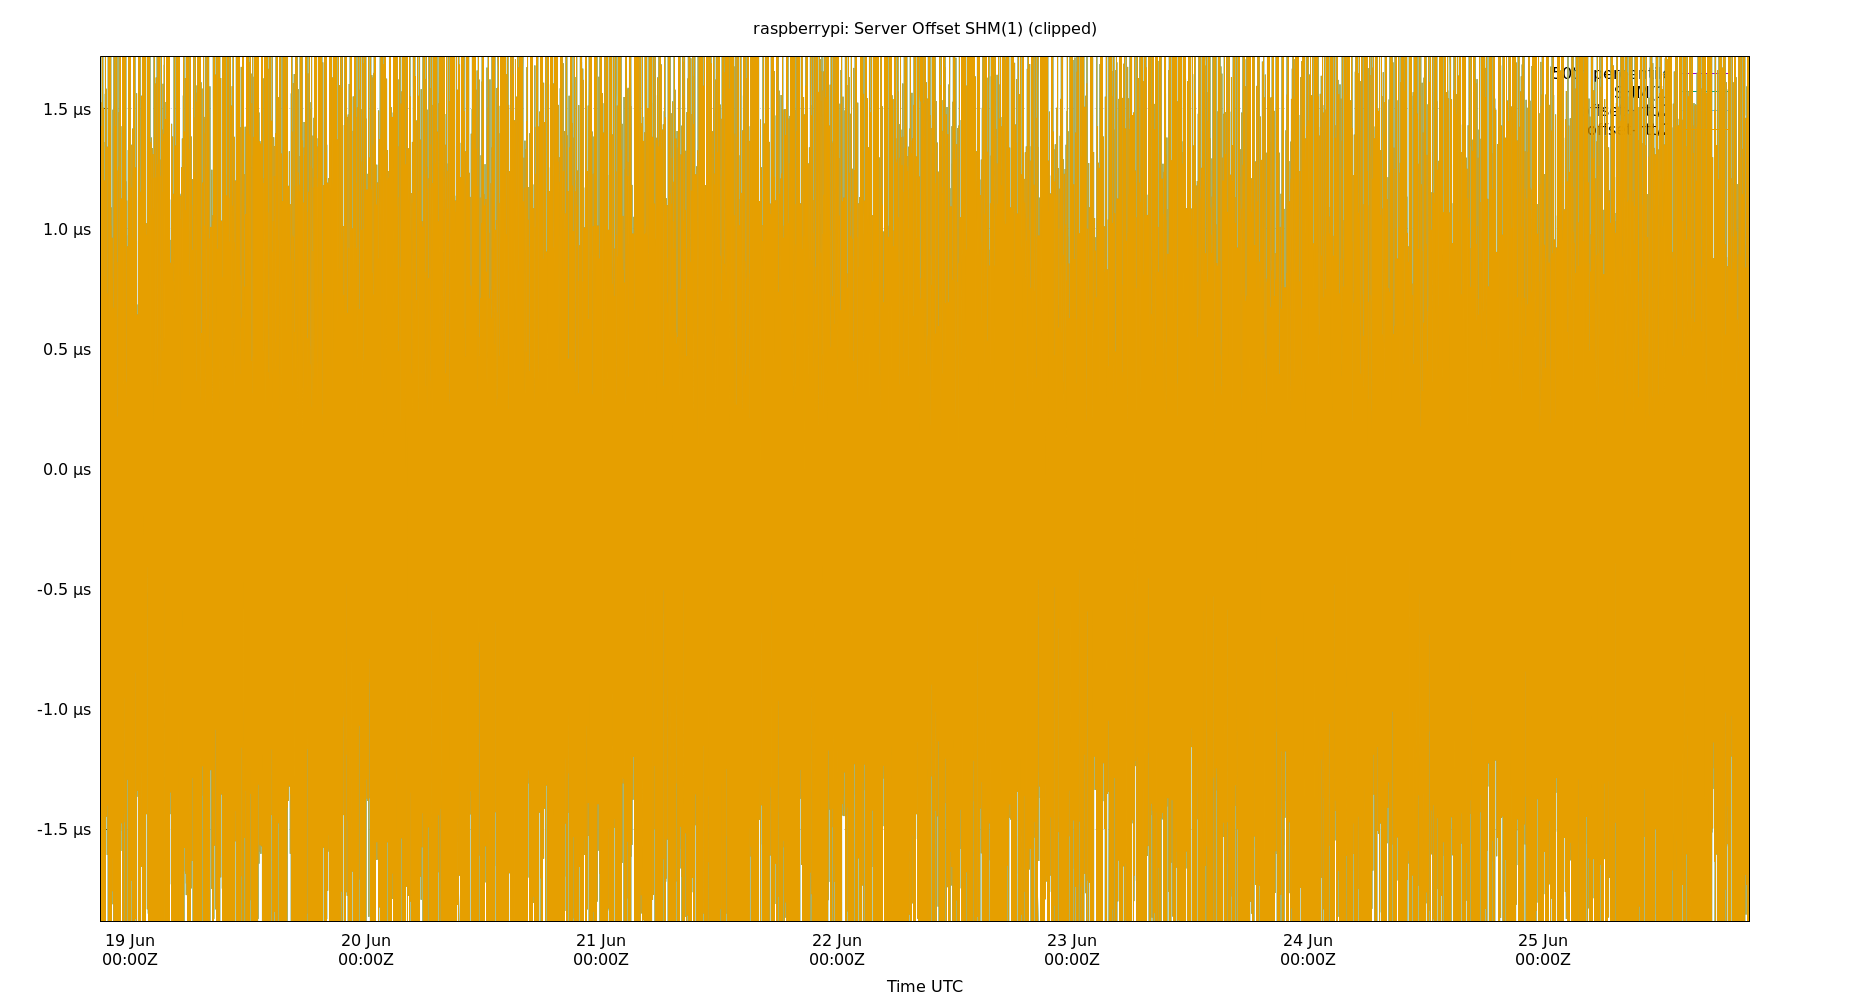 raspberrypi: Server Offset SHM(1) (clipped)
1.5 µs
1.0 µs
0.5 µs
0.0 µs
-0.5 µs
-1.0 µs
-1.5 µs
19 Jun 20 Jun 21 Jun 22 Jun 23 Jun 24 Jun 25 Jun
00:00Z 00:00Z 00:00Z 00:00Z 00:00Z 00:00Z 00:00Z
Time UTC